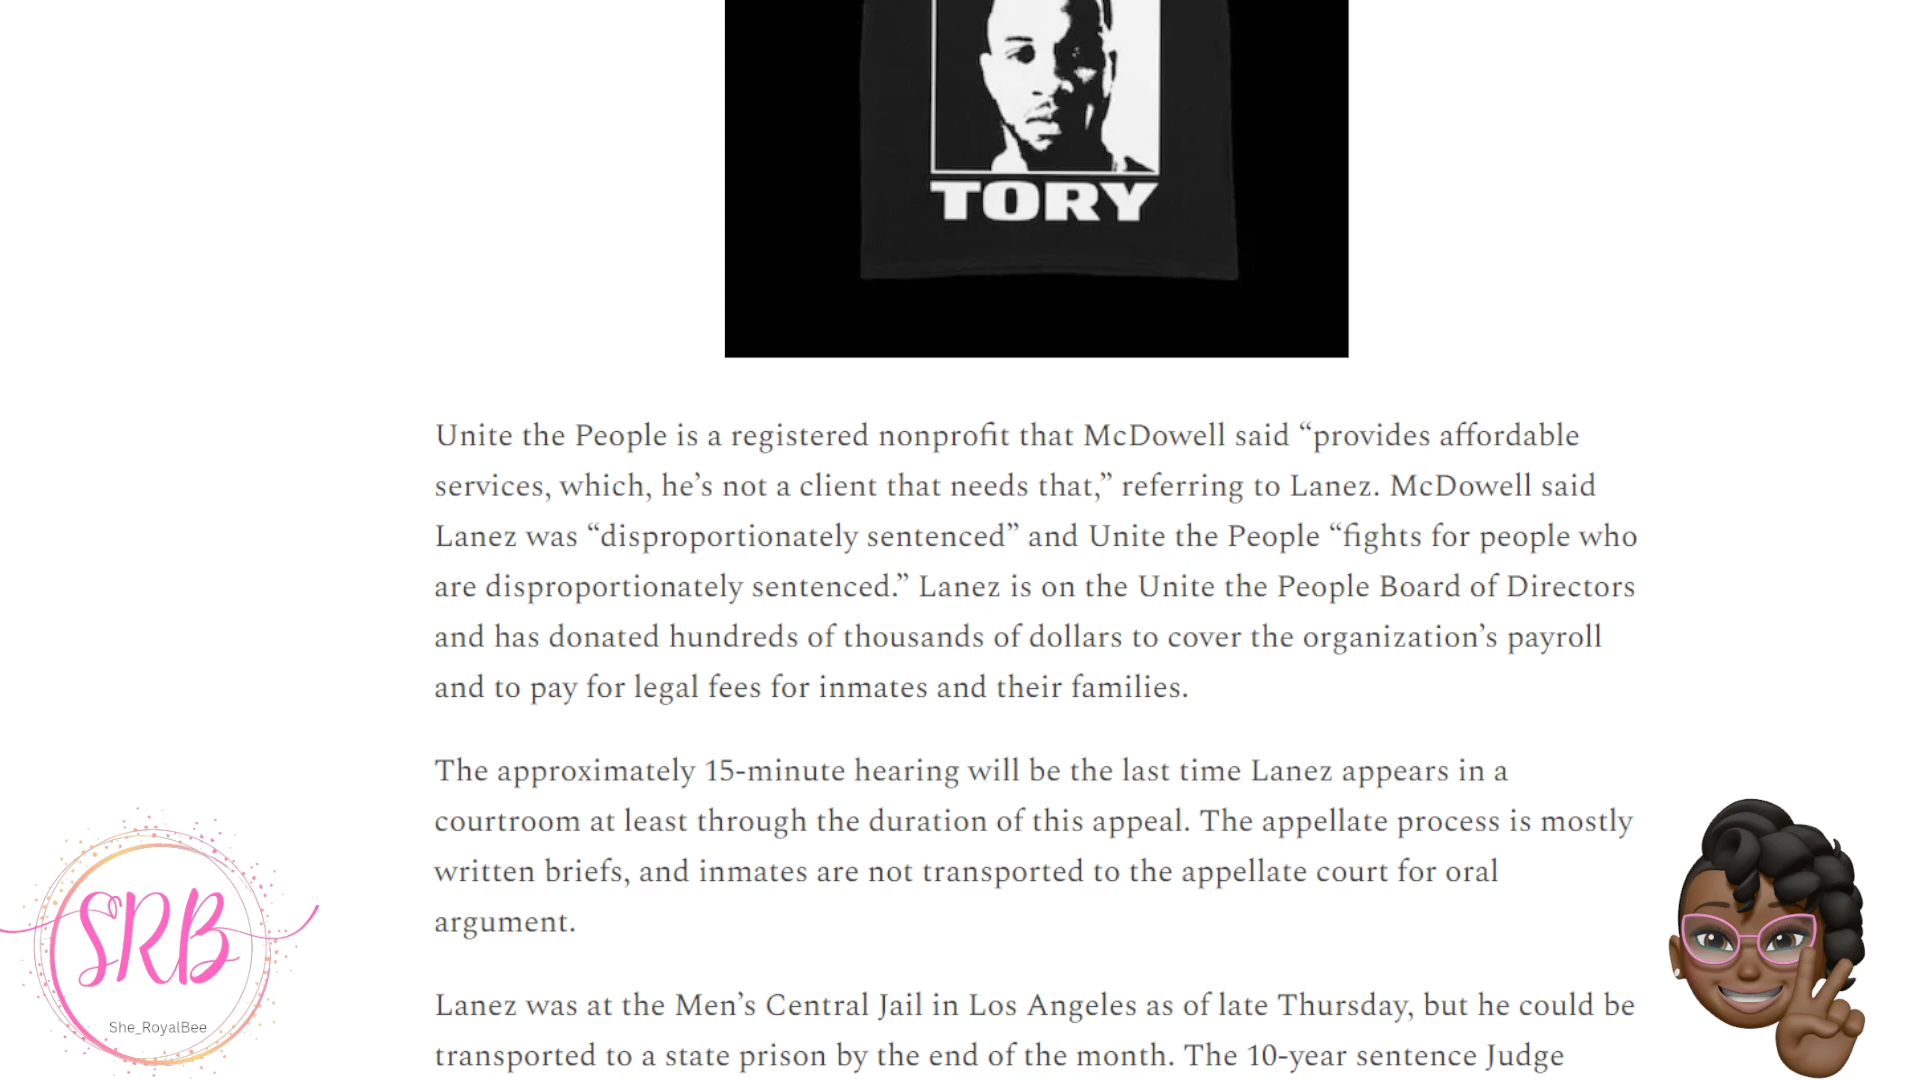 TORY
Unite the People is a registered nonprofit that McDowell said “provides affordable
services, which, he’s not a client that needs that,” referring to Lanez. McDowell said
Lanez was “disproportionately sentenced” and Unite the People “fights for people who
are disproportionately sentenced.” Lanez is on the Unite the People Board of Directors
and has donated hundreds of thousands of dollars to cover the organization’s payroll
and to pay for legal fees for inmates and their families.
The approximately 15-minute hearing will be the last time Lanez appears in a
courtroom at least through the duration of this appeal. The appellate process is mostly
written briefs, and inmates are not transported to the appellate court for oral
argument.
Lanez was at the Men’s Central Jail in Los Angeles as of late Thursday, but he could be
transported to a state prison by the end of the month. The 10-year sentence Judge
SRB
She_RoyalBee